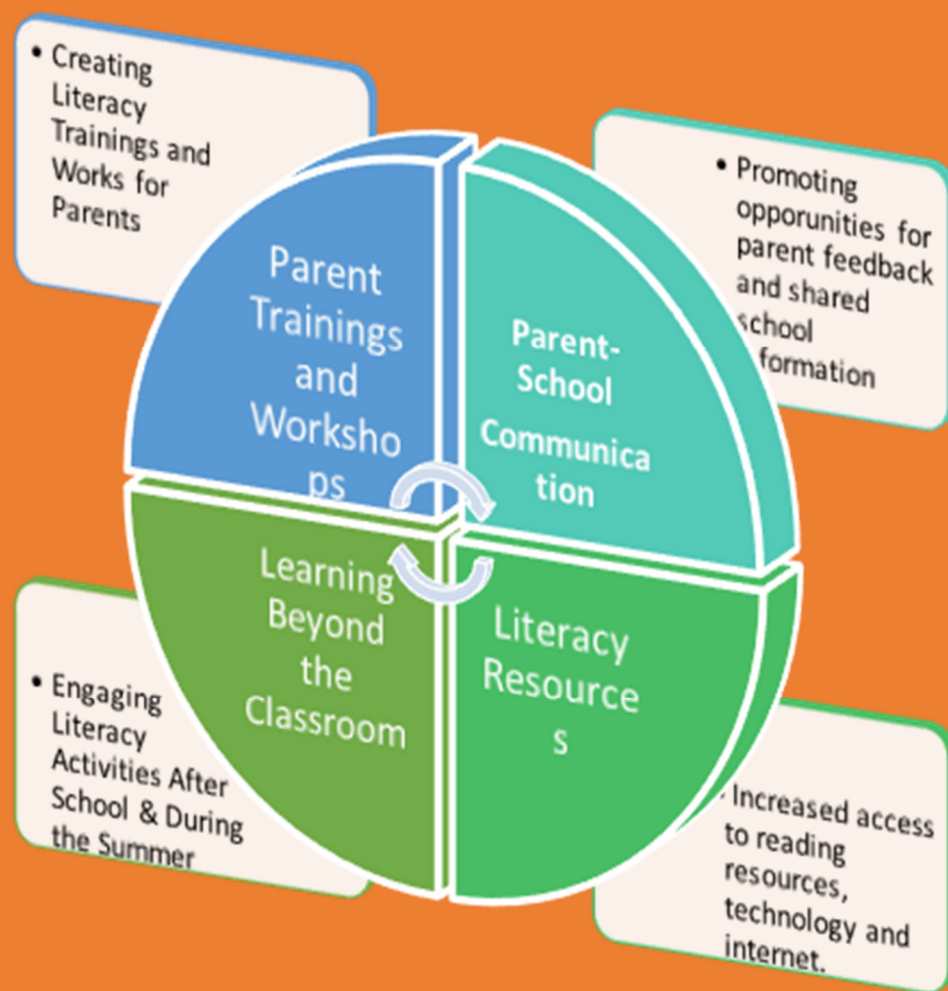 • Creating
Literacy
Trainings and
Works for
Parents
• Promoting
opporunities for
parent feedback
and shared
school
formation
Parent
Trainings
and
Worksho
ps
Parent-
School
Communica
tion
Learning
Beyond
the
Classroom
Literacy
Resource
s
• Engaging
Literacy
Activities After
School & During
the Summer
Increased access
to reading
resources,
technology and
internet.